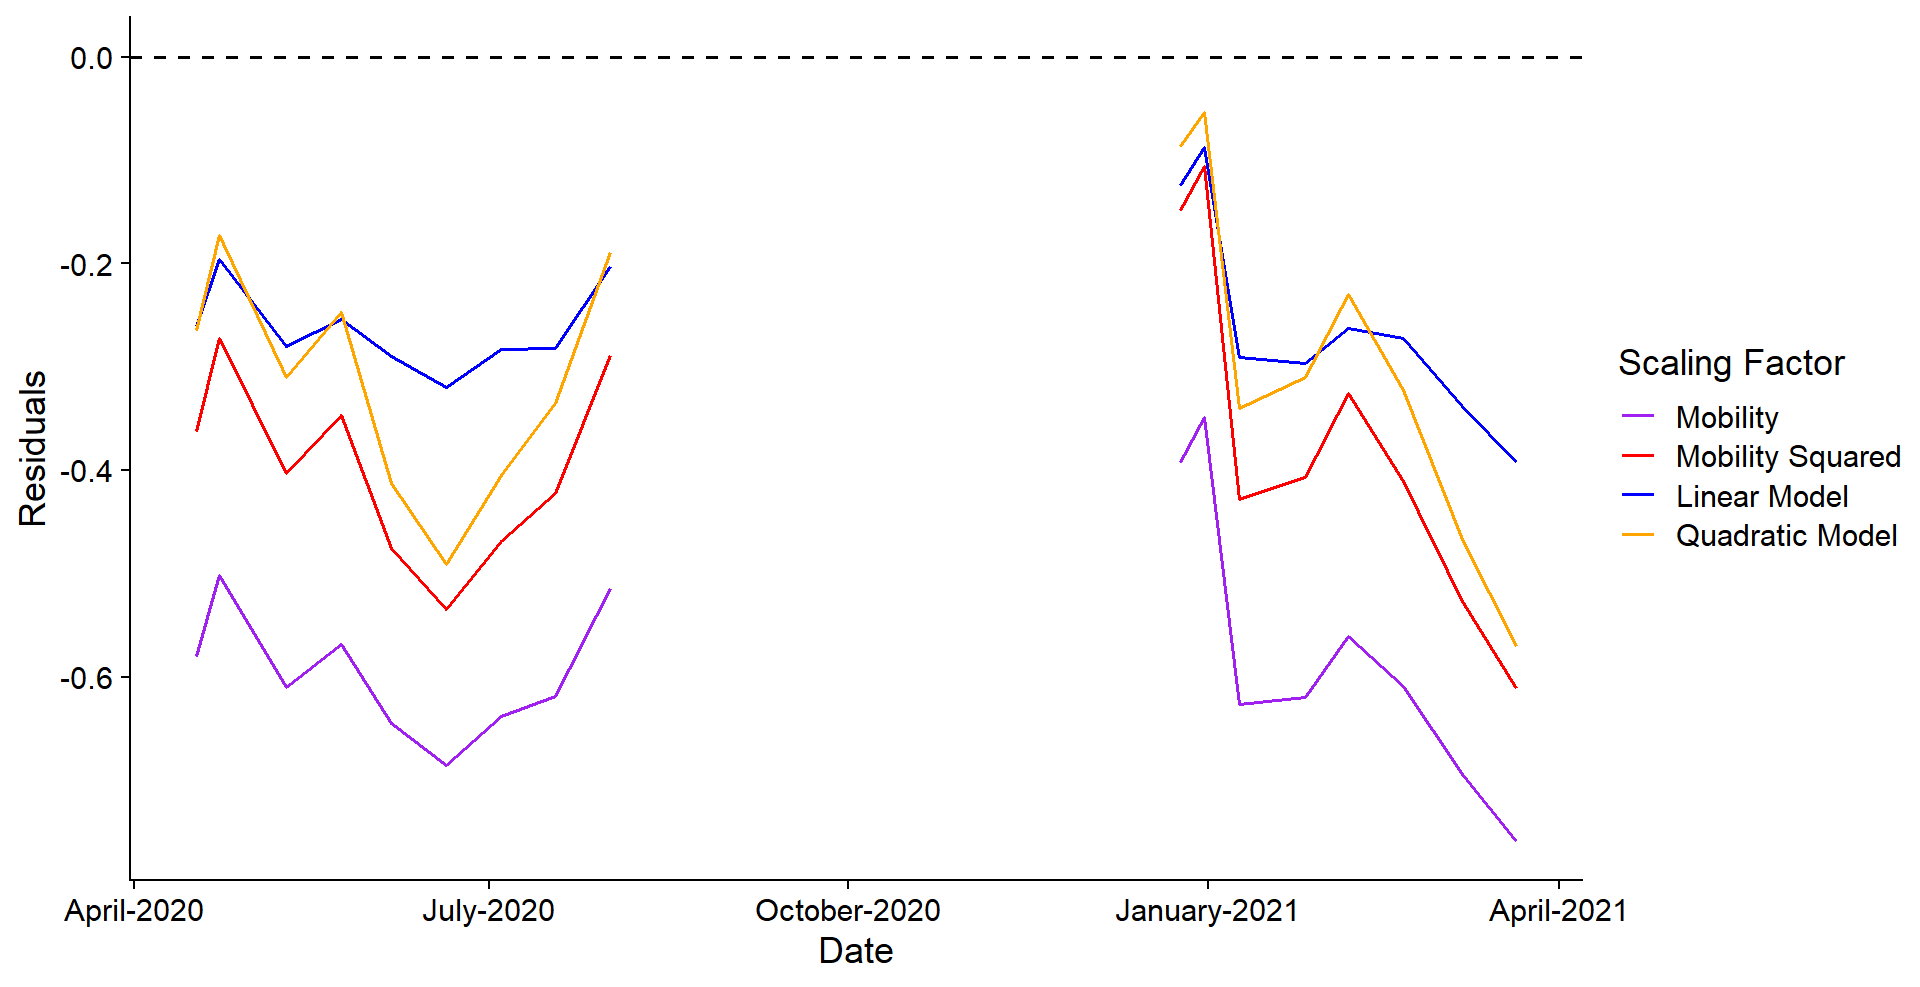 0.0
-0.2
-0.4
-0.6
Residuals
April-2020
July-2020
October-2020
January-2021
April-2021
Date
Scaling Factor
Mobility
Mobility Squared
Linear Model
Quadratic Model